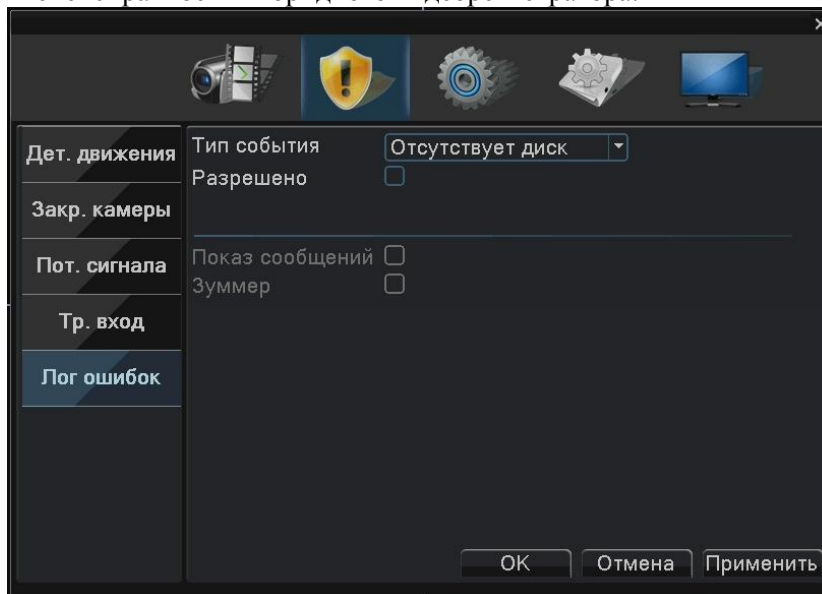 Дет. движения
Закр. камеры
Пот. сигнала
Тр. вход
Лог ошибок
Тип события Отсутствует диск
Разрешено
Показ сообщений
Зуммер
OK Отмена Применить